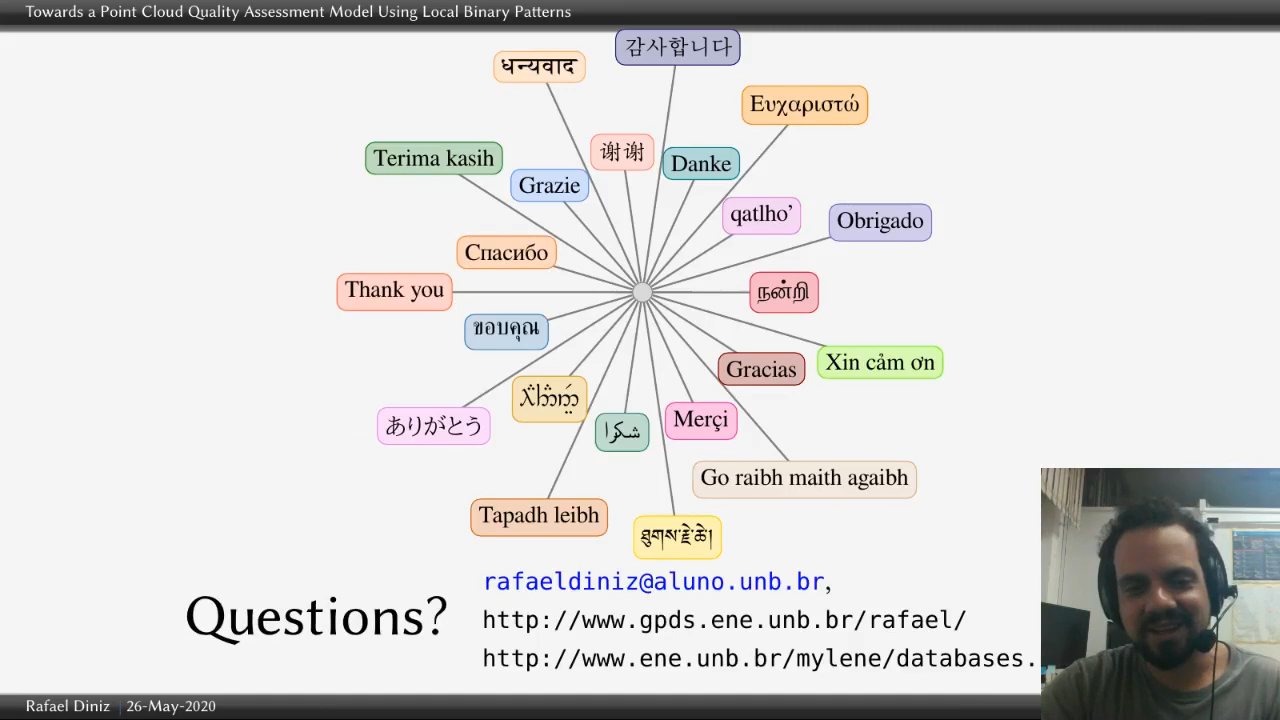 Towards a Point Cloud Quality Assessment Model Using Local Binary Patterns
감사합니다
धन्यवाद
Ευχαριστώ
谢谢
Terima kasih
Danke
Grazie
qatlho’
Obrigado
Спасибо
Thank you
நன்றி
ขอบคุณ
Xin cảm ơn
Gracias
ありがとう
شكرا
Merçi
Go raibh maith agaibh
Tapadh leibh
ཐུགས་རྗེ་ཆེ།
rafaeldiniz@aluno.unb.br,
Questions?
http://www.gpds.ene.unb.br/rafael/
http://www.ene.unb.br/mylene/databases.
Rafael Diniz | 26-May-2020